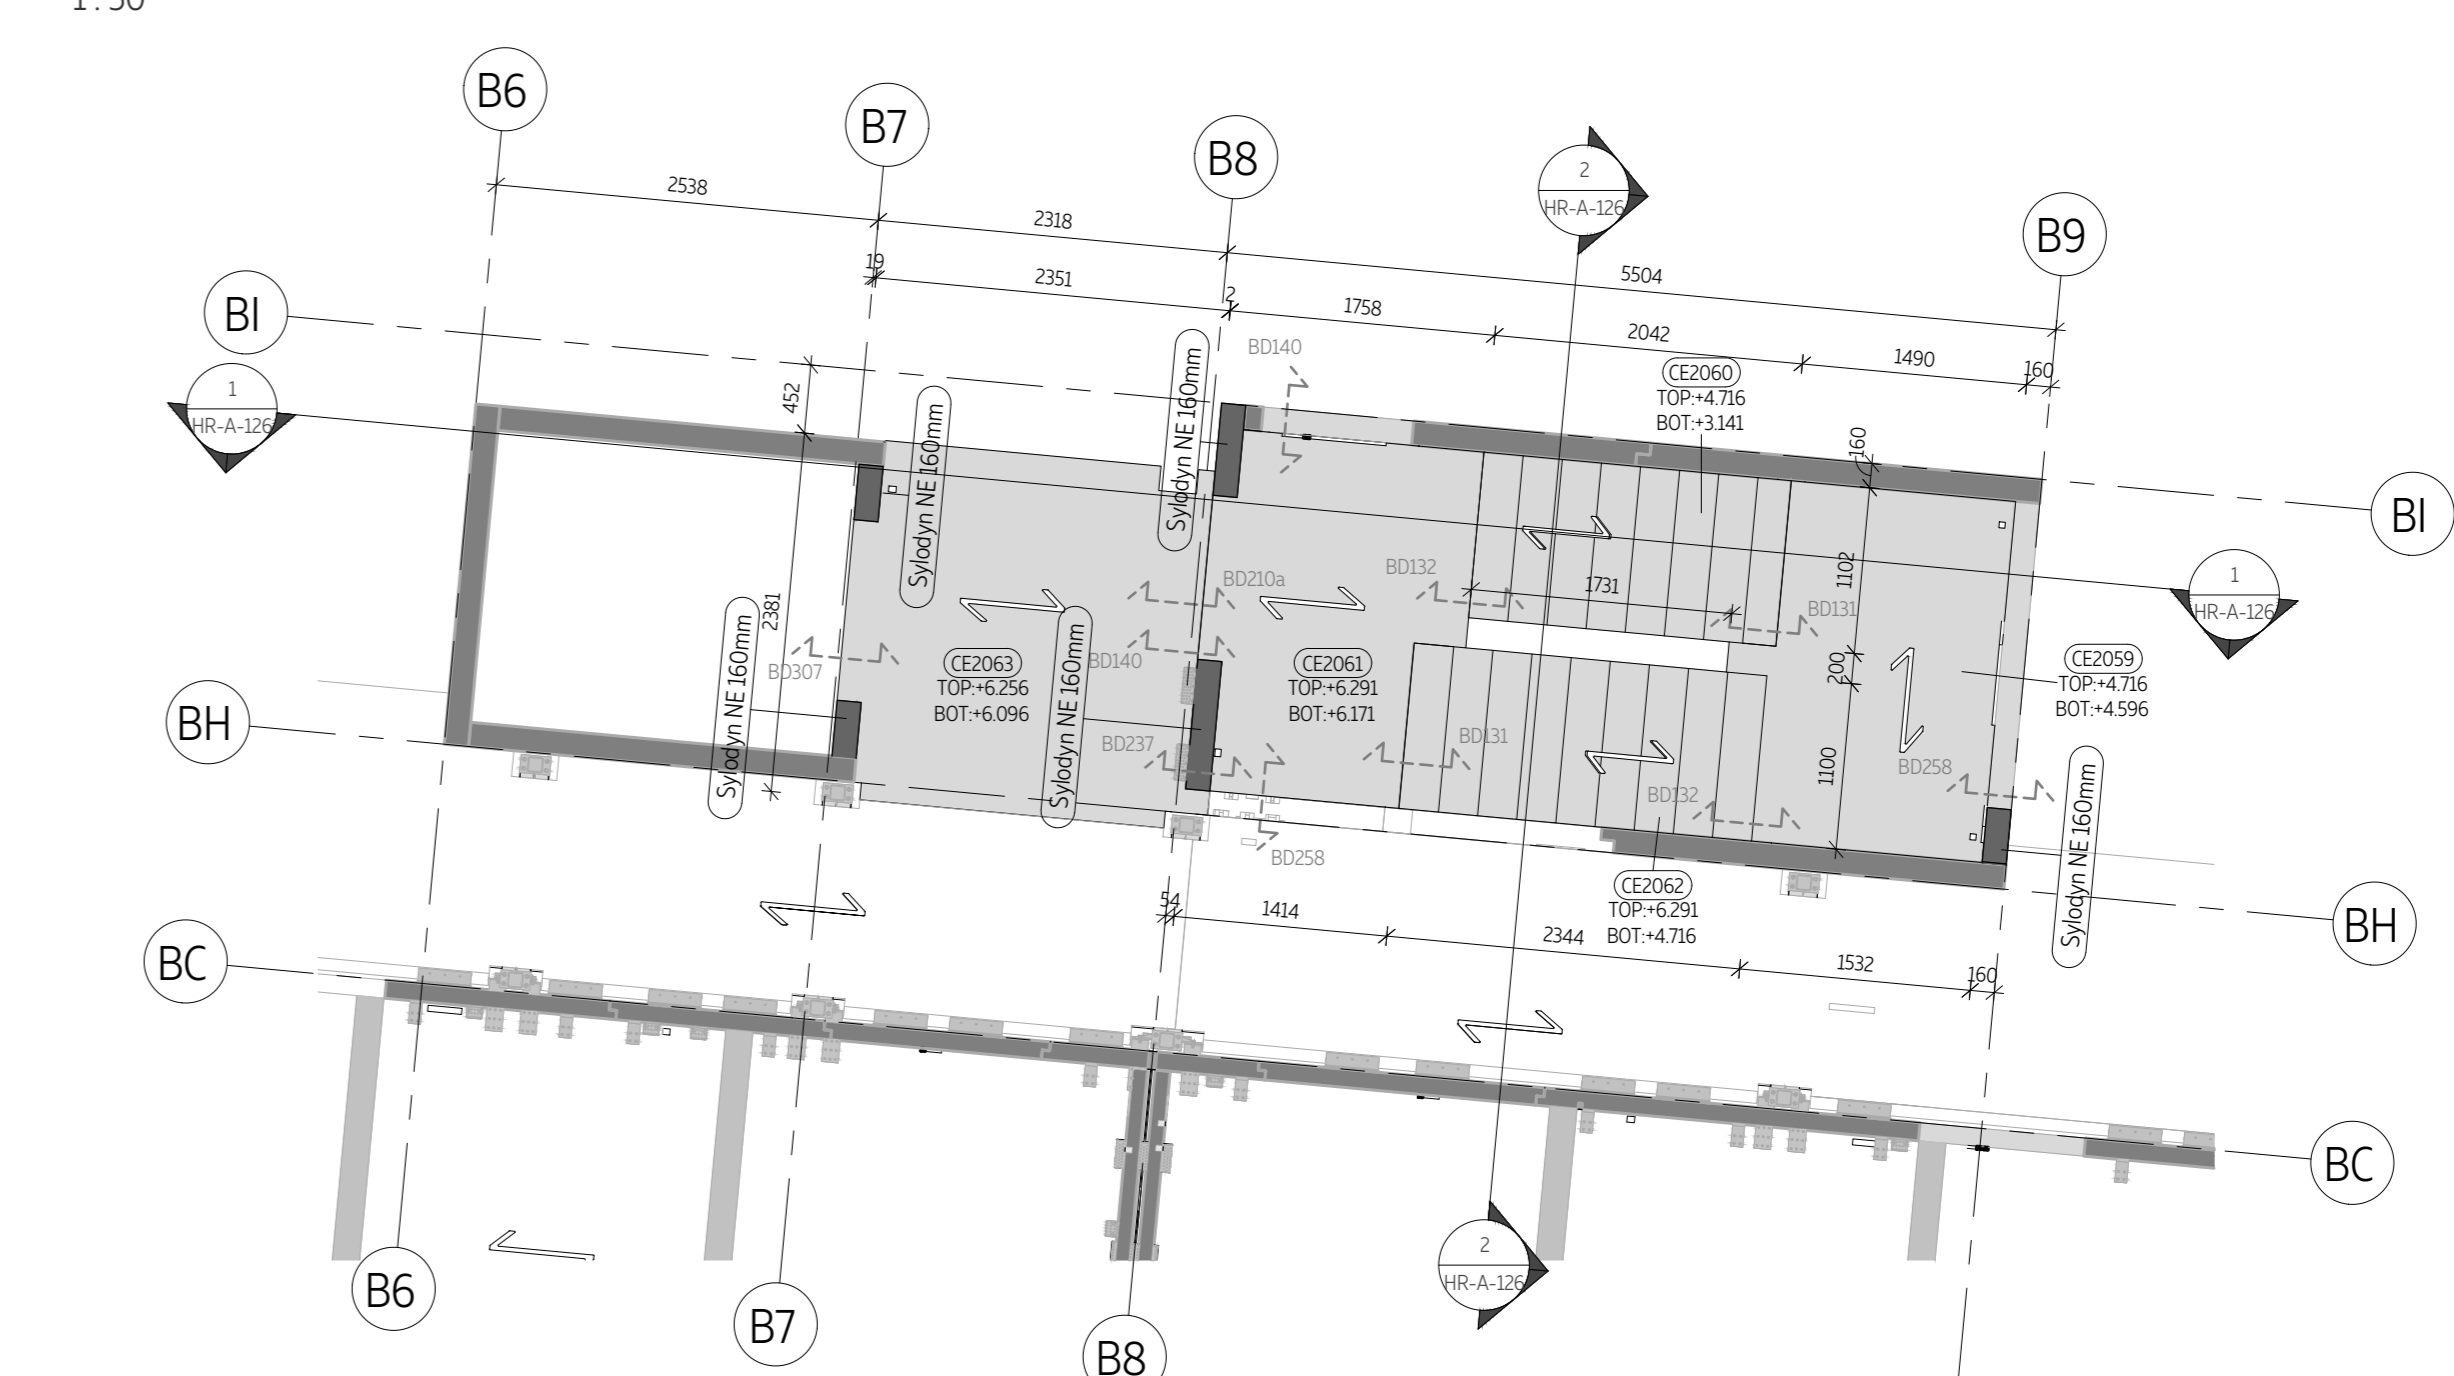 B6
B7
B8
B9
2
HR-A-126
2538
2318
5504
19
2351
2
1758
2042
1490
160
BI
1
HR-A-126
452
Sylodyn NE 160mm
Sylodyn NE 160mm
BD140
CE2060
TOP:+4.716
BOT:+3.141
160
BI
1102
1731
BD132
BD210a
BD131
1
HR-A-126
2381
Sylodyn NE 160mm
BD307
CE2063
TOP:+6.256
BOT:+6.096
BD140
Sylodyn NE 160mm
CE2061
TOP:+6.291
BOT:+6.171
200
CE2059
TOP:+4.716
BOT:+4.596
BH
BD237
BD131
1100
BD258
BD132
Sylodyn NE 160mm
BD258
CE2062
TOP:+6.291
BOT:+4.716
54
1414
2344
1532
160
BH
BC
BC
2
HR-A-126
B6
B7
B8